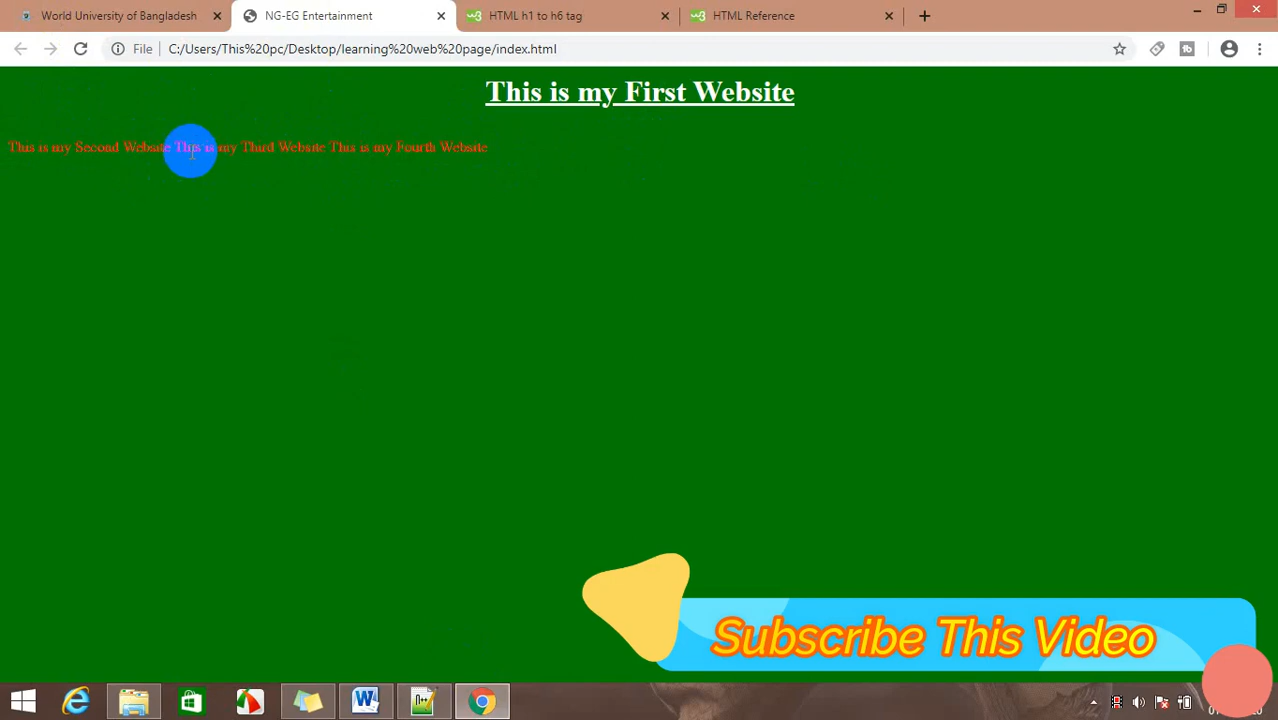 World University of Bangladesh
NG-EG Entertainment
HTML h1 to h6 tag
HTML Reference
File C:/Users/This%20pc/Desktop/learning%20web%20page/index.html
This is my First Website
This is my Second Website This is my Third Website This is my Fourth Website
Subscribe This Video